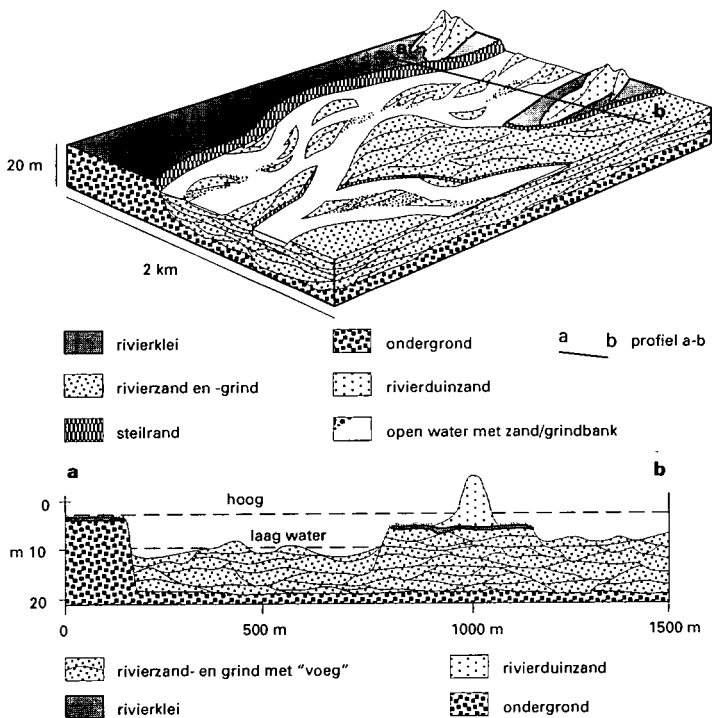 20 m
2 km
b
rivierklei
ondergrond
a b profiel a-b
rivierzand en -grind
rivierduinzand
steilrand
open water met zand/grindbank
a b
hoog
0
laag water
m 10
20
0 500 m 1000 m 1500 m
rivierzand- en grind met "voeg"
rivierduinzand
rivierklei
ondergrond